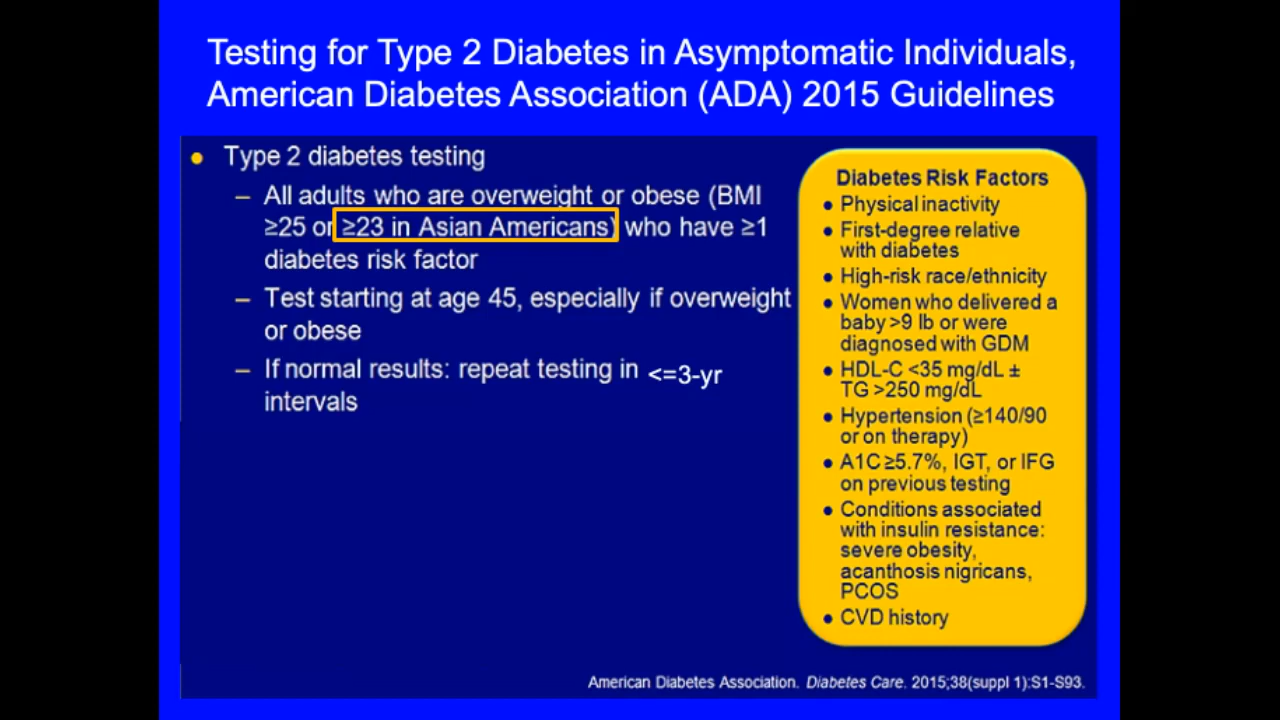 Testing for Type 2 Diabetes in Asymptomatic Individuals,
American Diabetes Association (ADA) 2015 Guidelines
● Type 2 diabetes testing
– All adults who are overweight or obese (BMI
≥25 or ≥23 in Asian Americans) who have ≥1
diabetes risk factor
– Test starting at age 45, especially if overweight
or obese
– If normal results: repeat testing in <=3-yr
intervals
Diabetes Risk Factors
● Physical inactivity
● First-degree relative
with diabetes
● High-risk race/ethnicity
● Women who delivered a
baby >9 lb or were
diagnosed with GDM
● HDL-C <35 mg/dL ±
TG >250 mg/dL
● Hypertension (≥140/90
or on therapy)
● A1C ≥5.7%, IGT, or IFG
on previous testing
● Conditions associated
with insulin resistance:
severe obesity,
acanthosis nigricans,
PCOS
● CVD history
American Diabetes Association. Diabetes Care. 2015;38(suppl 1):S1-S93.